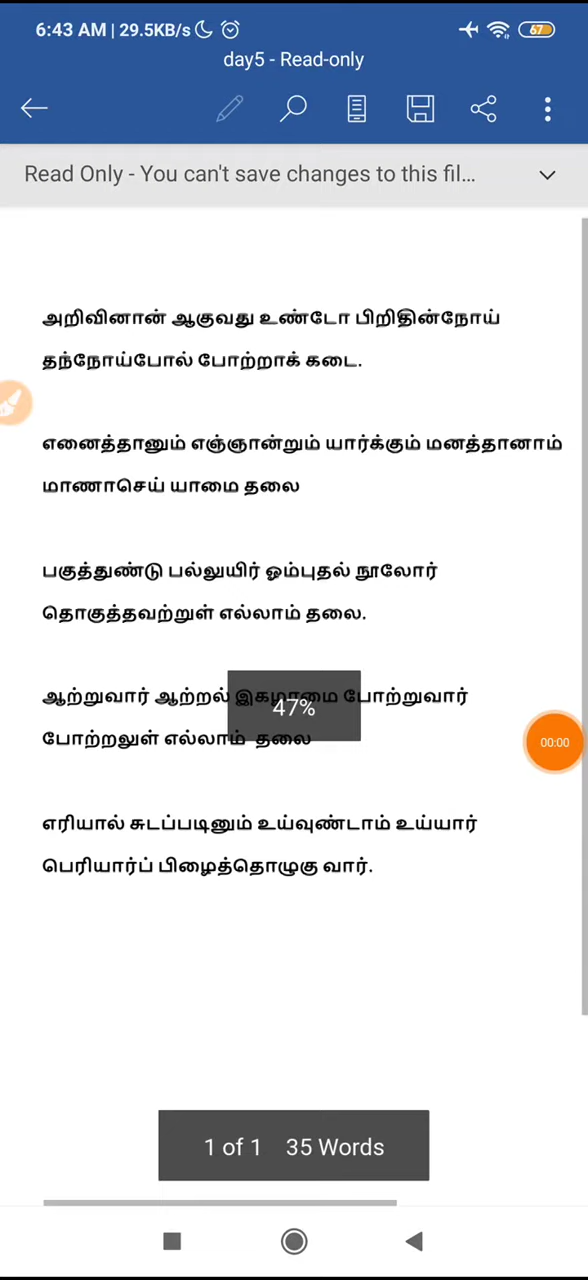 6:43 AM | 29.5KB/s
67
day5 - Read-only
Read Only - You can't save changes to this fil...
அறிவினான் ஆகுவது உண்டோ பிறிதின்நோய்
தந்நோய்போல் போற்றாக் கடை.
எனைத்தானும் எஞ்ஞான்றும் யார்க்கும் மனத்தானாம்
மாணாசெய் யாமை தலை
பகுத்துண்டு பல்லுயிர் ஓம்புதல் நூலோர்
தொகுத்தவற்றுள் எல்லாம் தலை.
ஆற்றுவார் ஆற்றல் இகழாமை போற்றுவார்
47%
போற்றலுள் எல்லாம் தலை
00:00
எரியால் சுடப்படினும் உய்வுண்டாம் உய்யார்
பெரியார்ப் பிழைத்தொழுகு வார்.
1 of 1 35 Words